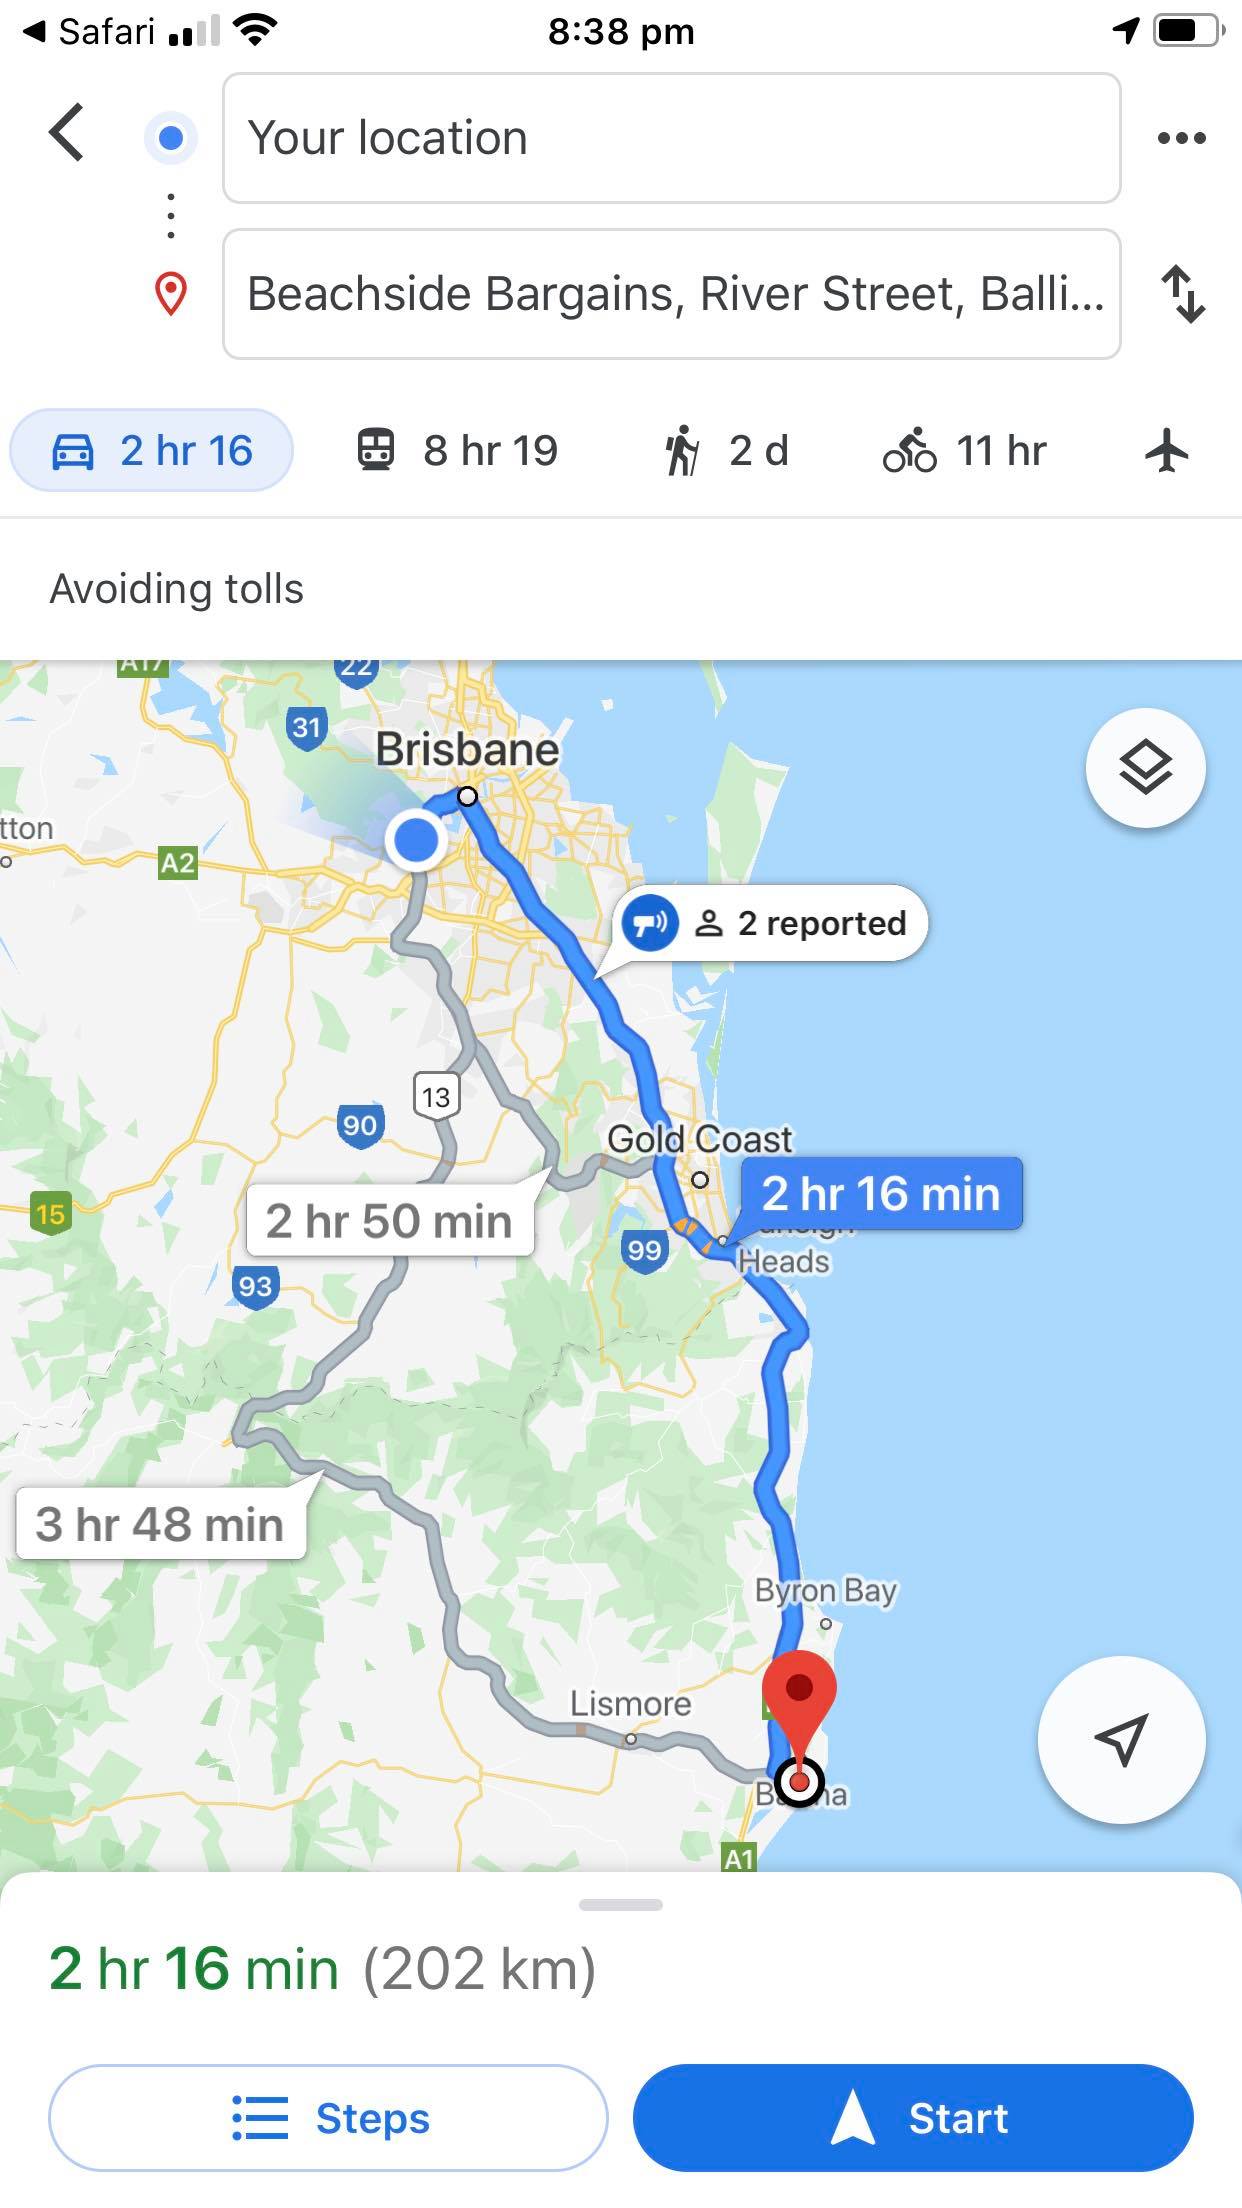 Safari
8:38 pm
Your location
Beachside Bargains, River Street, Balli...
2 hr 16
8 hr 19
2 d
11 hr
Avoiding tolls
A17
22
31
Brisbane
tton
A2
2 reported
13
90
Gold Coast
15
2 hr 50 min
2 hr 16 min
99
Heads
93
3 hr 48 min
Byron Bay
Lismore
A1
2 hr 16 min (202 km)
Steps
Start